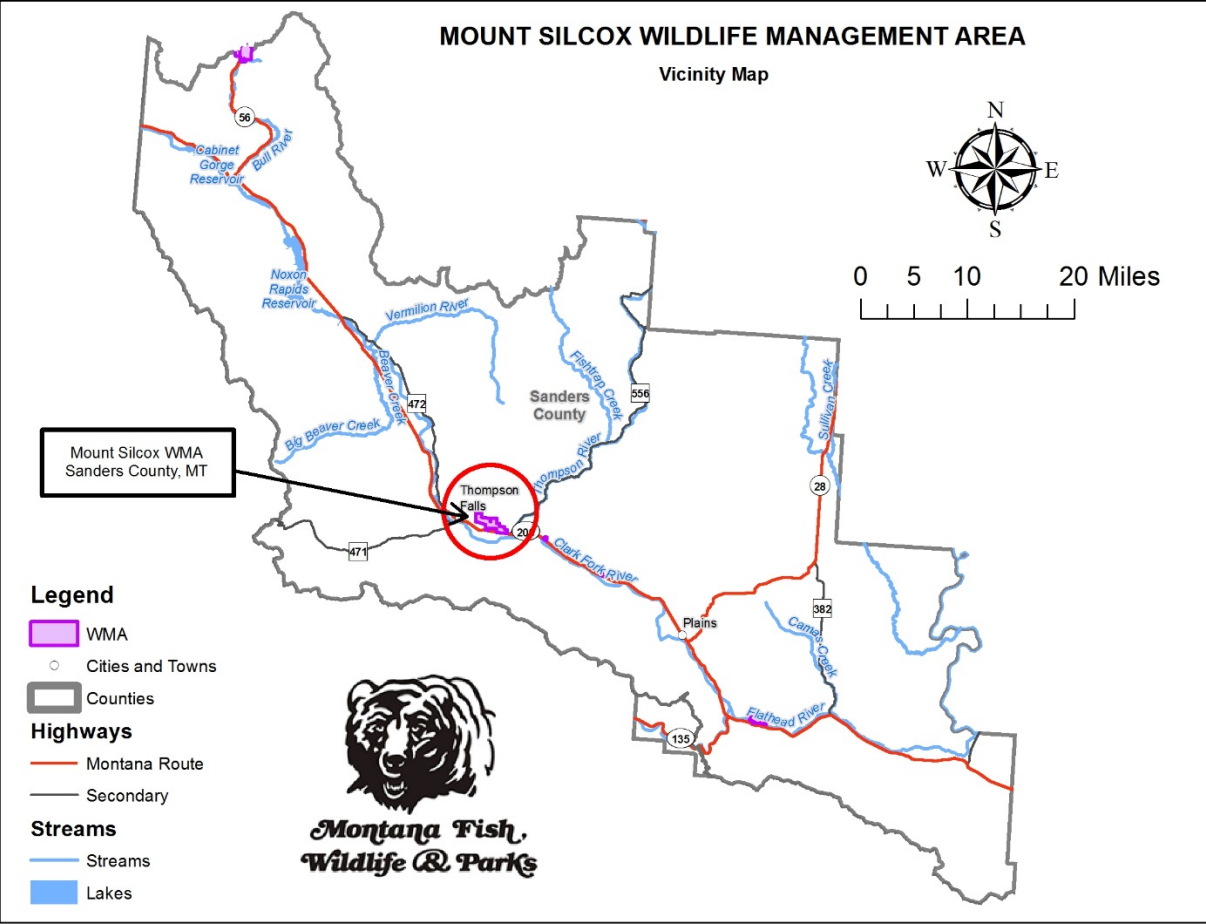 MOUNT SILCOX WILDLIFE MANAGEMENT AREA
Vicinity Map
N
W
E
S
0 5 10 20 Miles
56
Bull River
Cabinet
Gorge
Reservoir
Noxon
Rapids
Reservoir
Vermilion River
Beaver Creek
472
Big Beaver Creek
Fishtrap Creek
Sanders
County
556
Thompson River
Sullivan Creek
28
Mount Silcox WMA
Sanders County, MT
Thompson
Falls
471
Clark Fork River
Plains
382
Camas Creek
Flathead River
135
Legend
WMA
Cities and Towns
Counties
Highways
Montana Route
Secondary
Streams
Streams
Lakes
Montana Fish,
Wildlife & Parks